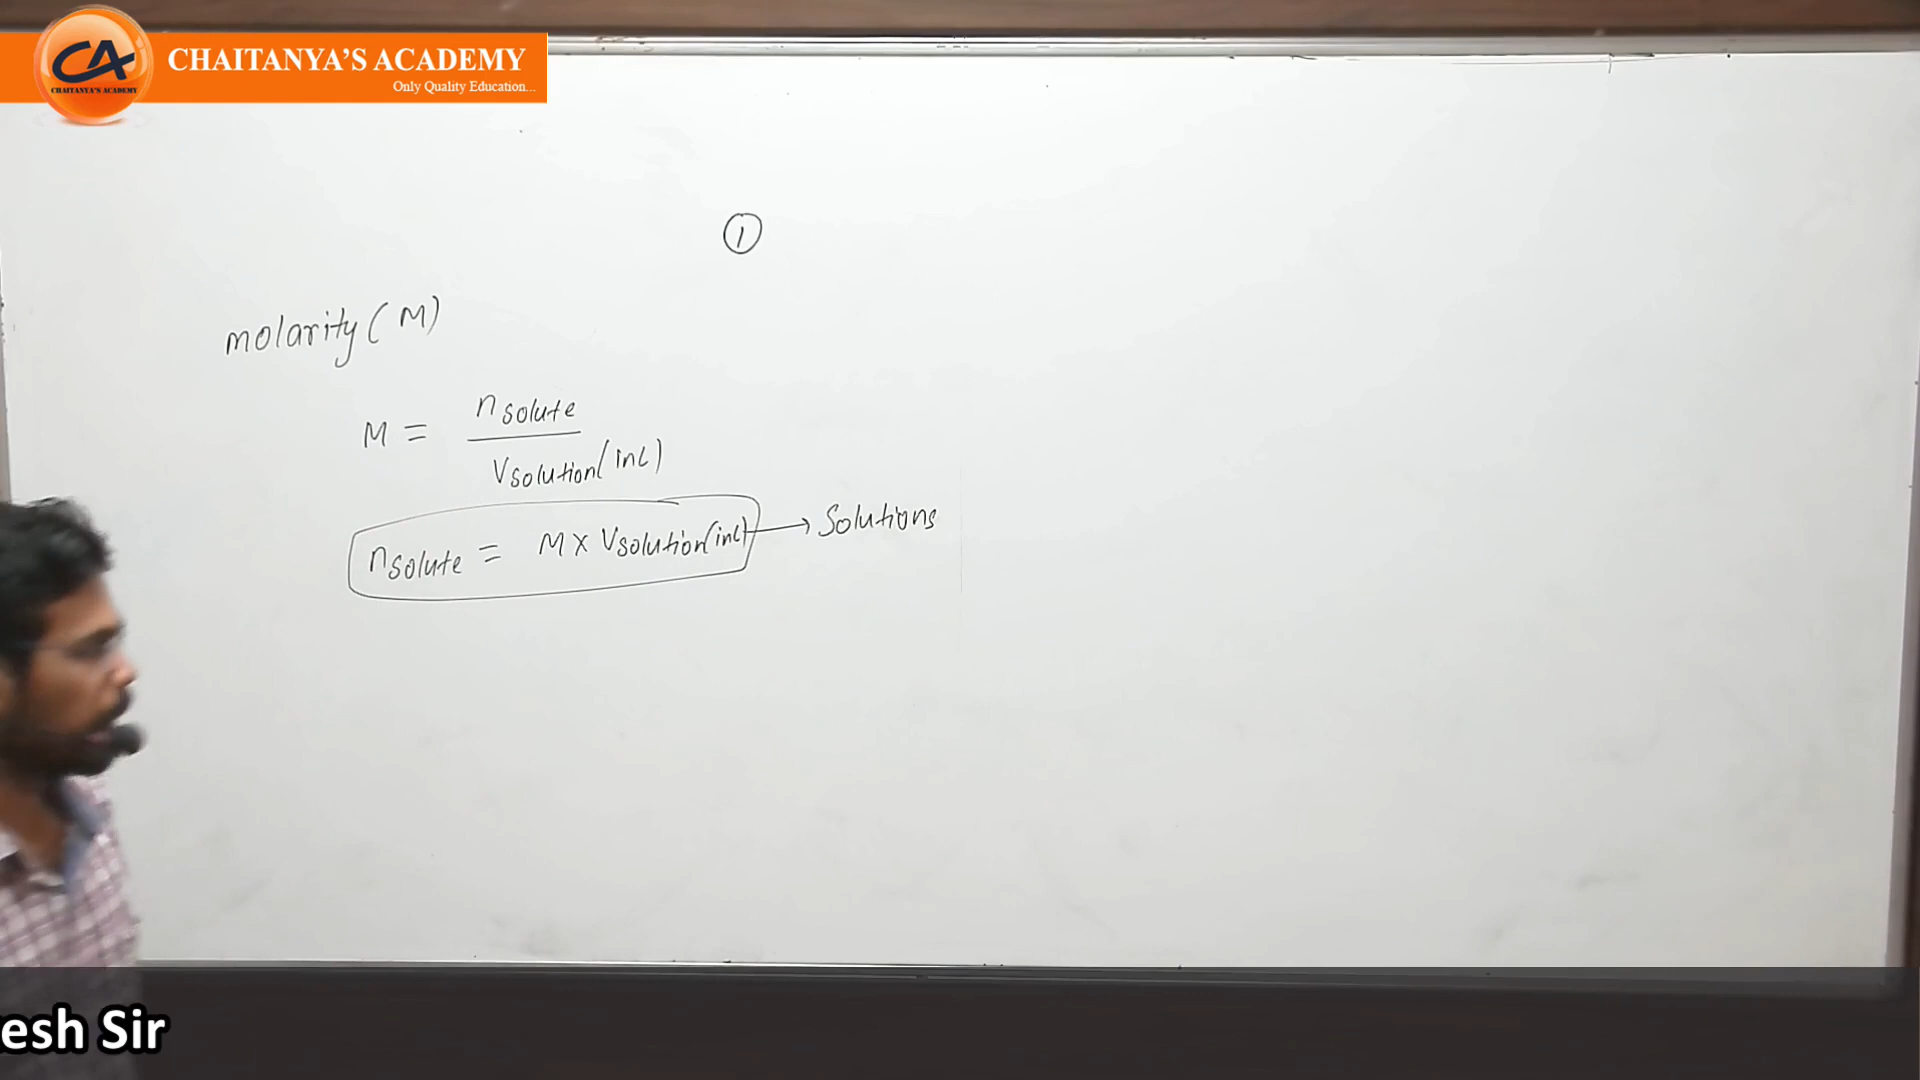 CA
CHAITANYA'S ACADEMY
CHAITANYA'S ACADEMY
Only Quality Education...
1
molarity (M)
M = n solute
V solution (in L)
n solute = M x V solution (in L) → Solutions
esh Sir